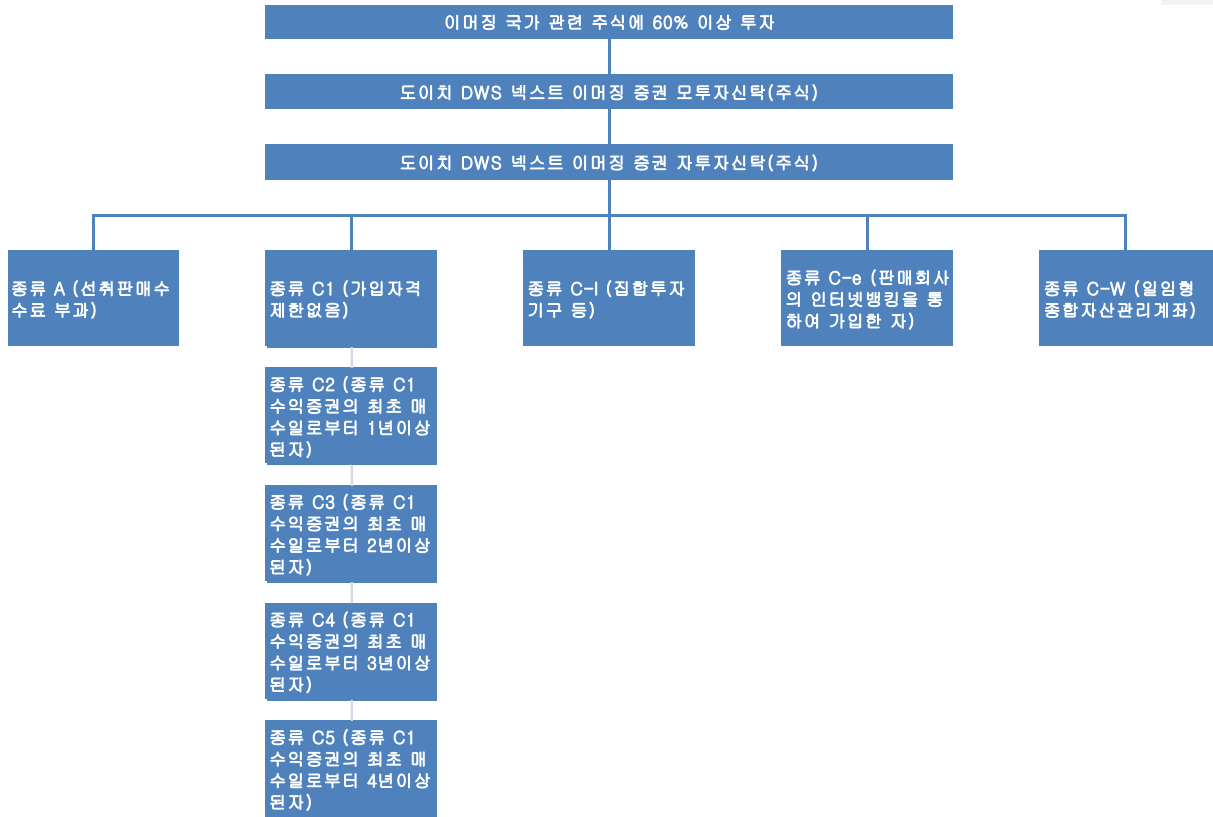 이머징 국가 관련 주식에 60% 이상 투자
도이치 DWS 넥스트 이머징 증권 모투자신탁(주식)
도이치 DWS 넥스트 이머징 증권 자투자신탁(주식)
종류 A (선취판매수
수료 부과)
종류 C1 (가입자격
제한없음)
종류 C-I (집합투자
기구 등)
종류 C-e (판매회사
의 인터넷뱅킹을 통
하여 가입한 자)
종류 C-W (일임형
종합자산관리계좌)
종류 C2 (종류 C1
수익증권의 최초 매
수일로부터 1년이상
된자)
종류 C3 (종류 C1
수익증권의 최초 매
수일로부터 2년이상
된자)
종류 C4 (종류 C1
수익증권의 최초 매
수일로부터 3년이상
된자)
종류 C5 (종류 C1
수익증권의 최초 매
수일로부터 4년이상
된자)